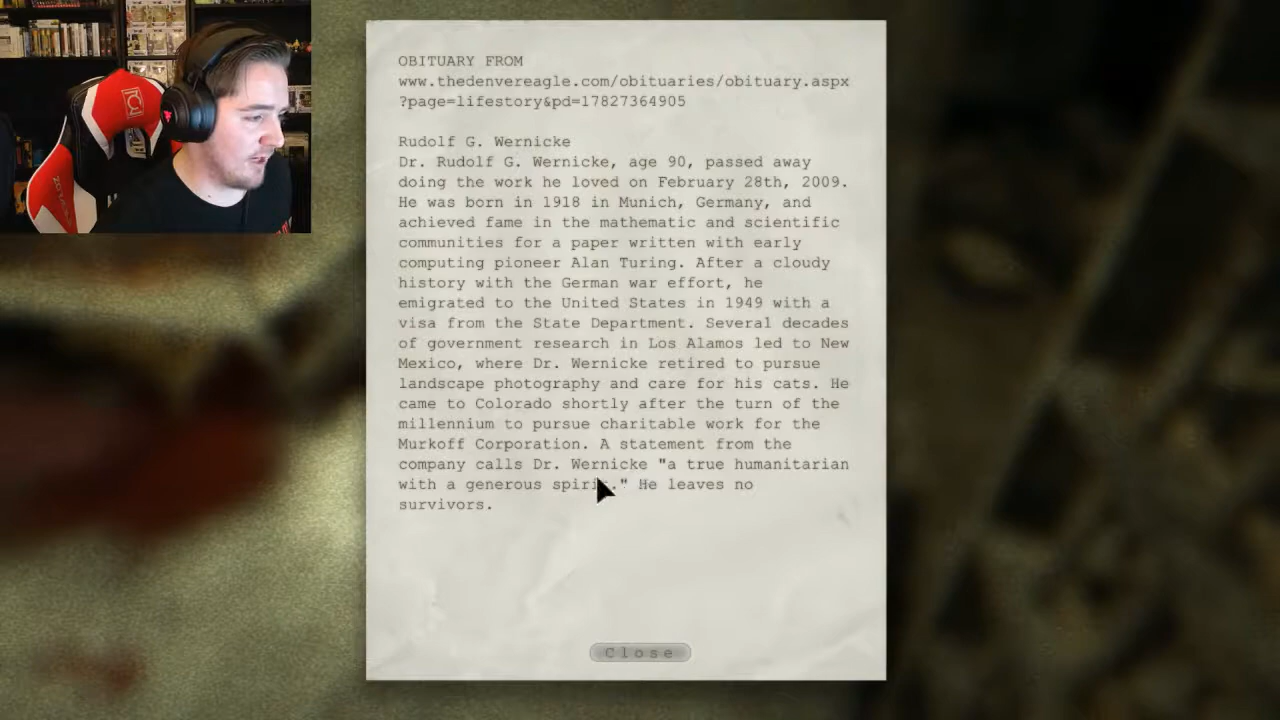 OBITUARY FROM
www.thedenvereagle.com/obituaries/obituary.aspx
?page=lifestory&pd=17827364905
Rudolf G. Wernicke
Dr. Rudolf G. Wernicke, age 90, passed away
doing the work he loved on February 28th, 2009.
He was born in 1918 in Munich, Germany, and
achieved fame in the mathematic and scientific
communities for a paper written with early
computing pioneer Alan Turing. After a cloudy
history with the German war effort, he
emigrated to the United States in 1949 with a
visa from the State Department. Several decades
of government research in Los Alamos led to New
Mexico, where Dr. Wernicke retired to pursue
landscape photography and care for his cats. He
came to Colorado shortly after the turn of the
millennium to pursue charitable work for the
Murkoff Corporation. A statement from the
company calls Dr. Wernicke "a true humanitarian
with a generous spirit." He leaves no
survivors.
Close